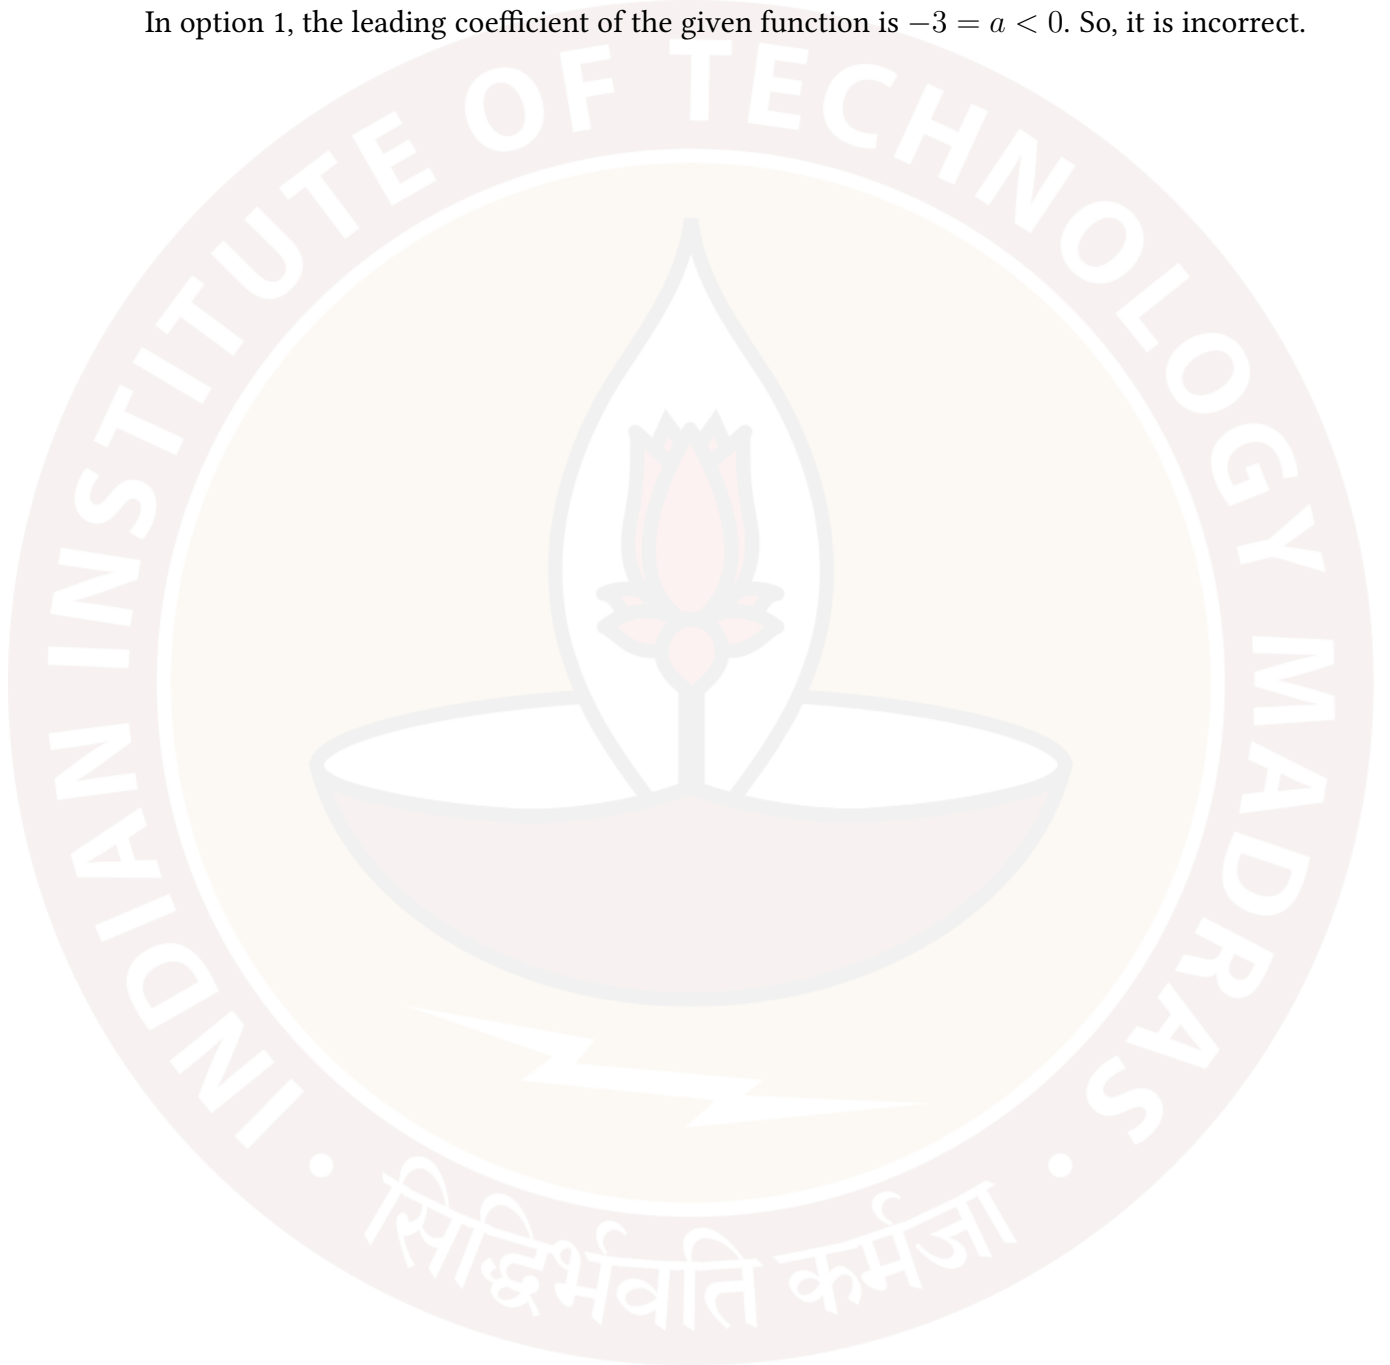 In option 1, the leading coefficient of the given function is −3 = a < 0. So, it is incorrect.
INDIAN INSTITUTE OF TECHNOLOGY MADRAS
सिद्धिर्भवति कर्मजा